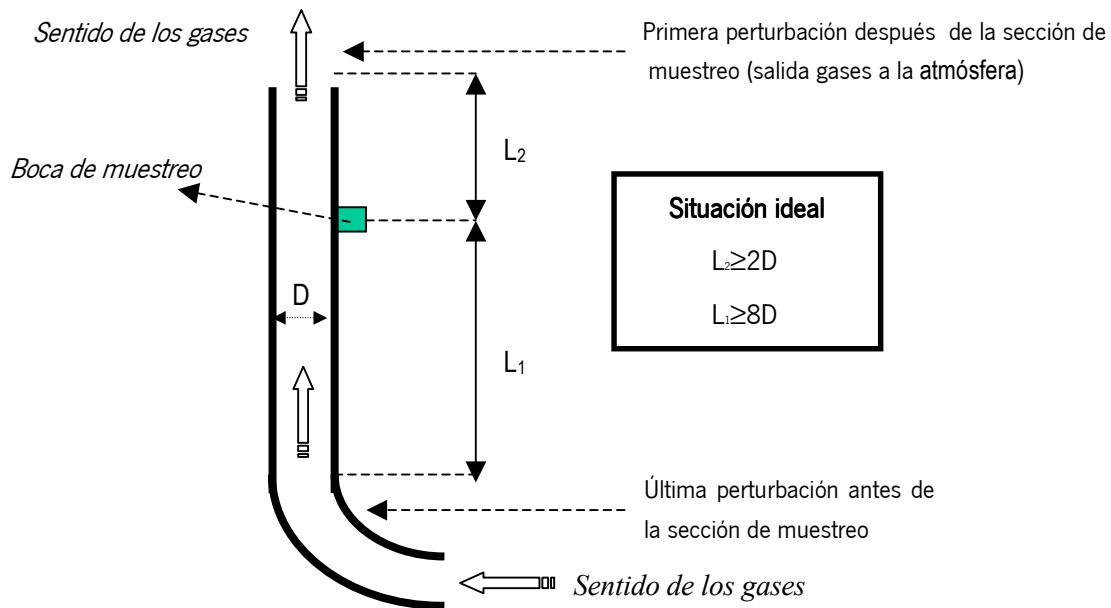 Sentido de los gases
Primera perturbación después de la sección de
muestreo (salida gases a la atmósfera)
L2
Boca de muestreo
Situación ideal
L2≥2D
L1≥8D
D
L1
Última perturbación antes de
la sección de muestreo
Sentido de los gases